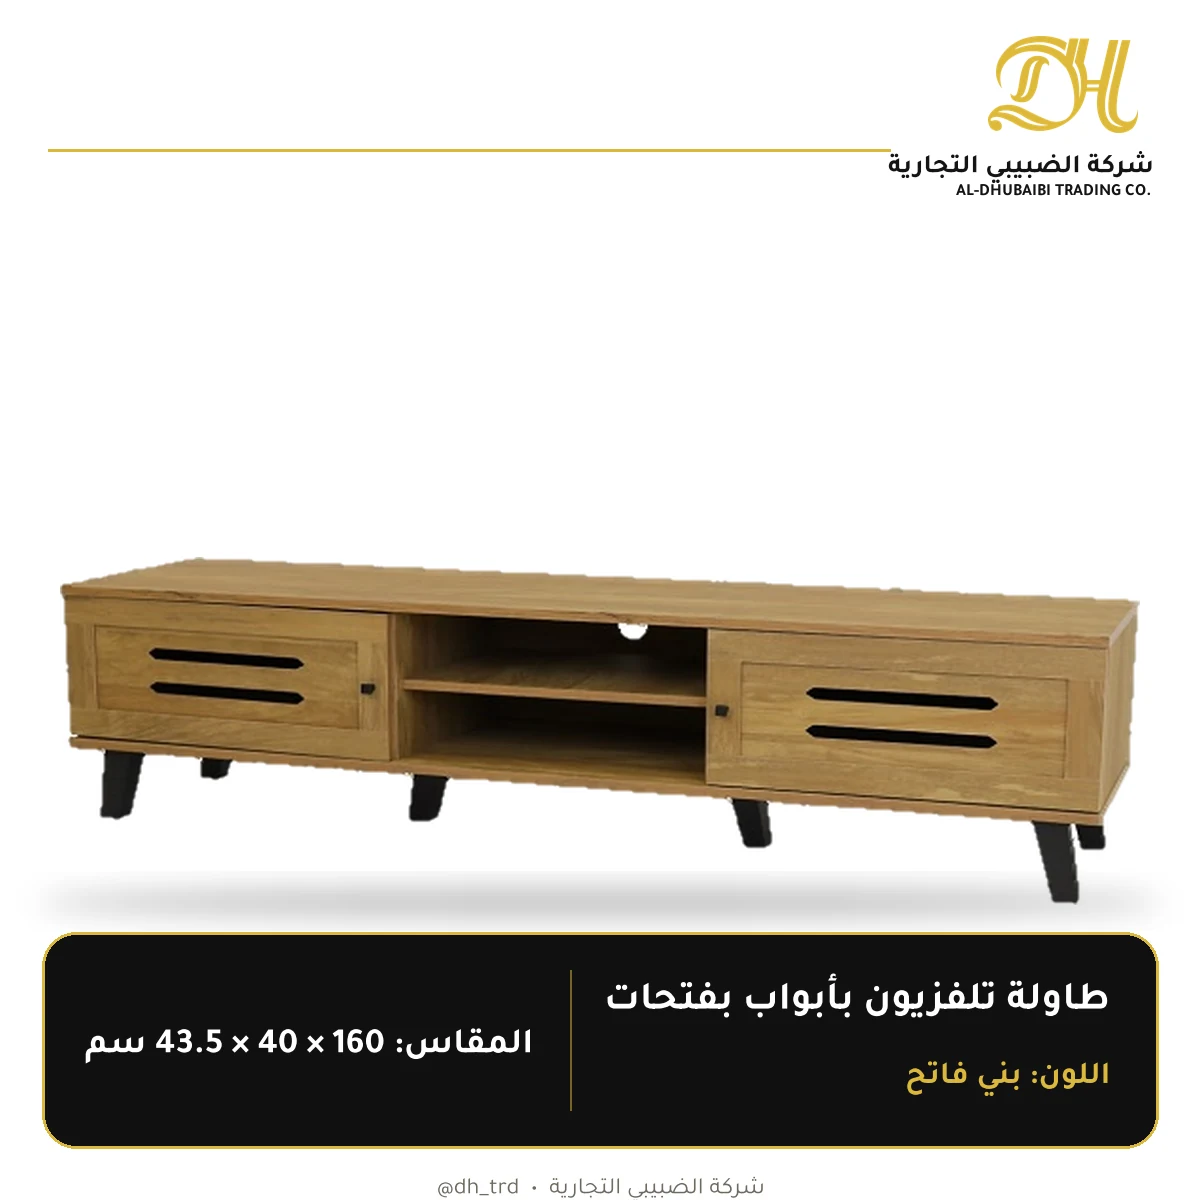 DH
شركة الضبيبي التجارية
AL-DHUBAIBI TRADING CO.
طاولة تلفزيون بأبواب بفتحات
اللون: بني فاتح
المقاس: 160 × 40 × 43.5 سم
شركة الضبيبي التجارية • @dh_trd